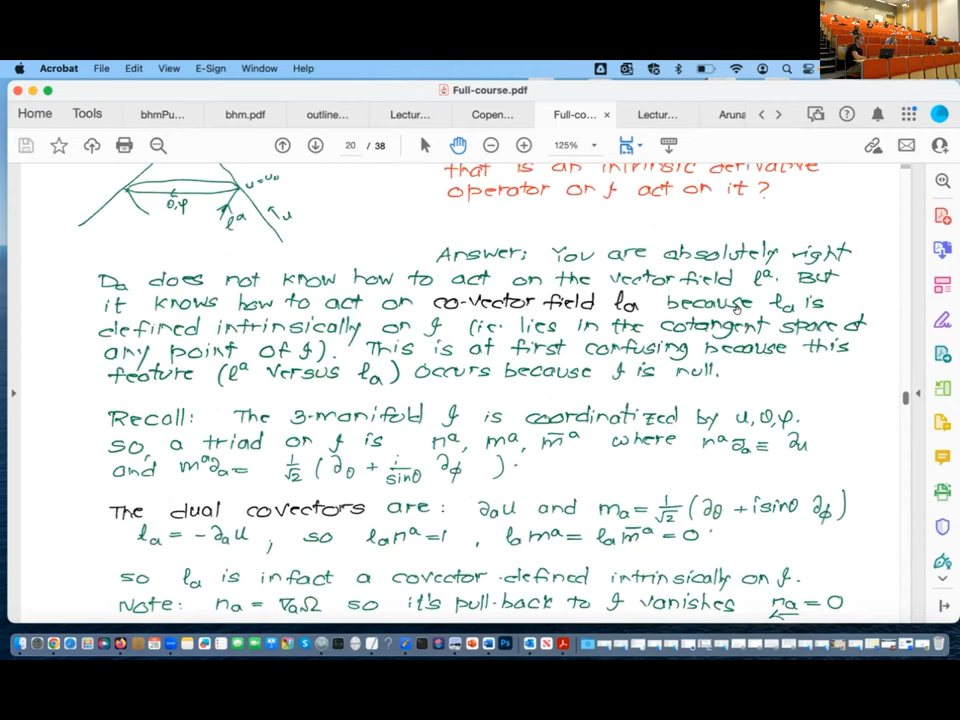 Acrobat File Edit View E-Sign Window Help
Full-course.pdf
Home Tools bhmPu... bhm.pdf outline... Lectur... Copen... Full-co... × Lectur... Aruna
20 / 38 125%
that is an intrinsic derivative
operator on ℐ act on it ?
u=u₀
θ,φ
lᵃ
u
Answer: You are absolutely right
Dₐ does not know how to act on the vector field lᵃ. But
it knows how to act on co-vector field lₐ because lₐ is
defined intrinsically on ℐ (i.e. lies in the cotangent space of
any point of ℐ). This is at first confusing because this
feature (lᵃ versus lₐ) occurs because ℐ is null.
Recall: The 3-manifold ℐ is coordinatized by u, θ, φ.
so, a triad on ℐ is nᵃ, mᵃ, m̄ᵃ where nᵃ∂ₐ ≡ ∂u
and mᵃ∂ₐ = 1/√2 (∂θ + i/sinθ ∂ϕ) .
The dual covectors are: ∂ₐu and mₐ = 1/√2 (∂θ + i sinθ ∂ϕ)
lₐ = -∂ₐu ; so lₐnᵃ=1 , lₐmᵃ = lₐm̄ᵃ = 0 .
so lₐ is in fact a covector defined intrinsically on ℐ.
Note: nₐ = ∇ₐΩ so it's pull-back to ℐ vanishes nₐ = 0